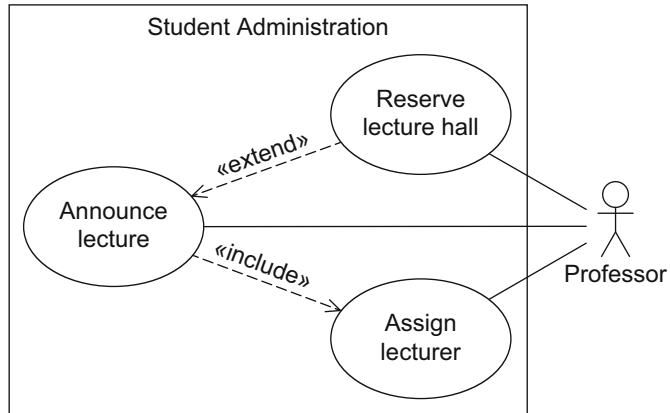 Student Administration
Reserve
lecture hall
«extend»
Announce
lecture
«include»
Professor
Assign
lecturer